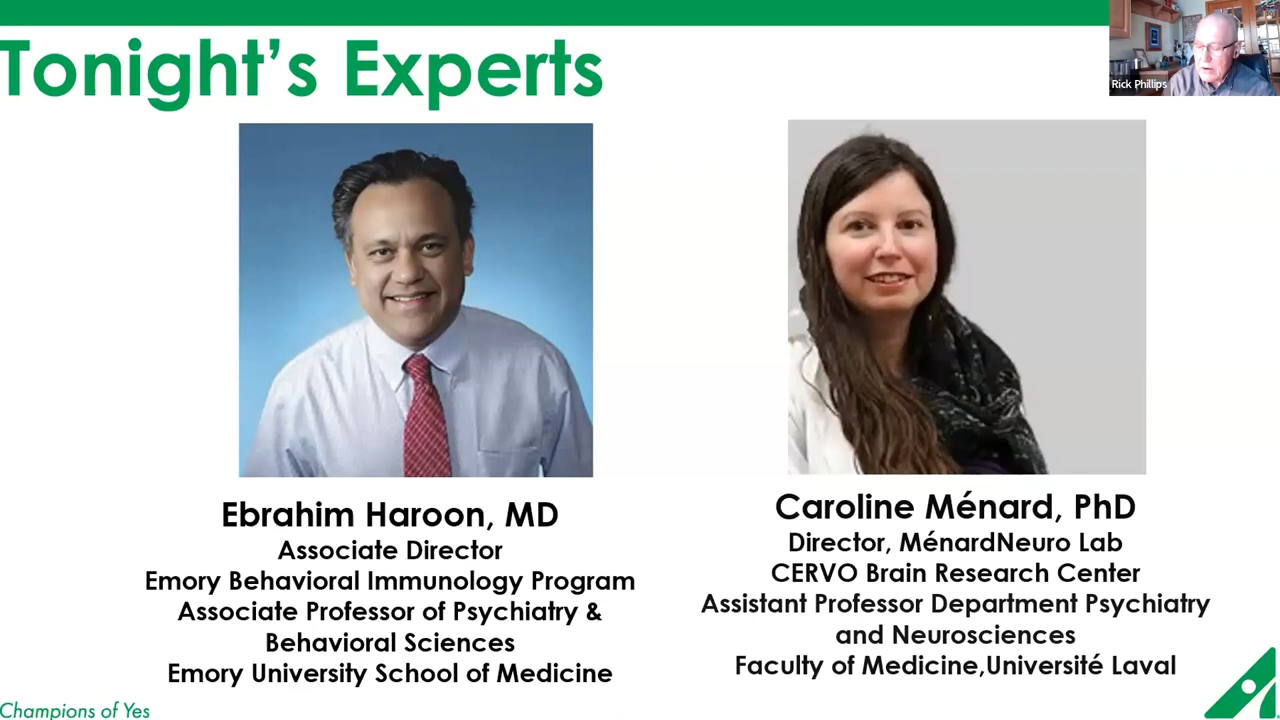 Tonight's Experts
Rick Phillips
Ebrahim Haroon, MD
Associate Director
Emory Behavioral Immunology Program
Associate Professor of Psychiatry &
Behavioral Sciences
Emory University School of Medicine
Caroline Ménard, PhD
Director, MénardNeuro Lab
CERVO Brain Research Center
Assistant Professor Department Psychiatry
and Neurosciences
Faculty of Medicine,Université Laval
Champions of Yes